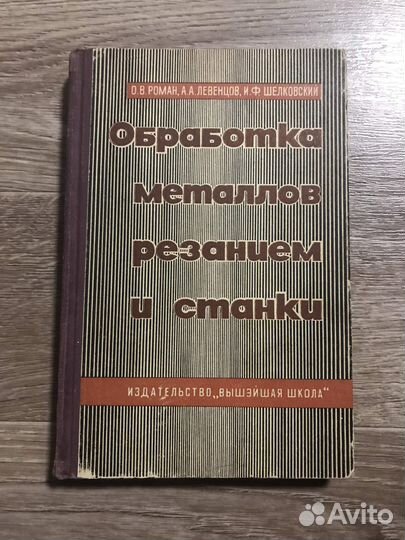 О.В. РОМАН, А.А. ЛЕВЕНЦОВ, И.Ф. ШЕЛКОВСКИЙ
Обработка
металлов
резанием
и станки
ИЗДАТЕЛЬСТВО „ВЫШЭЙШАЯ ШКОЛА“
Avito